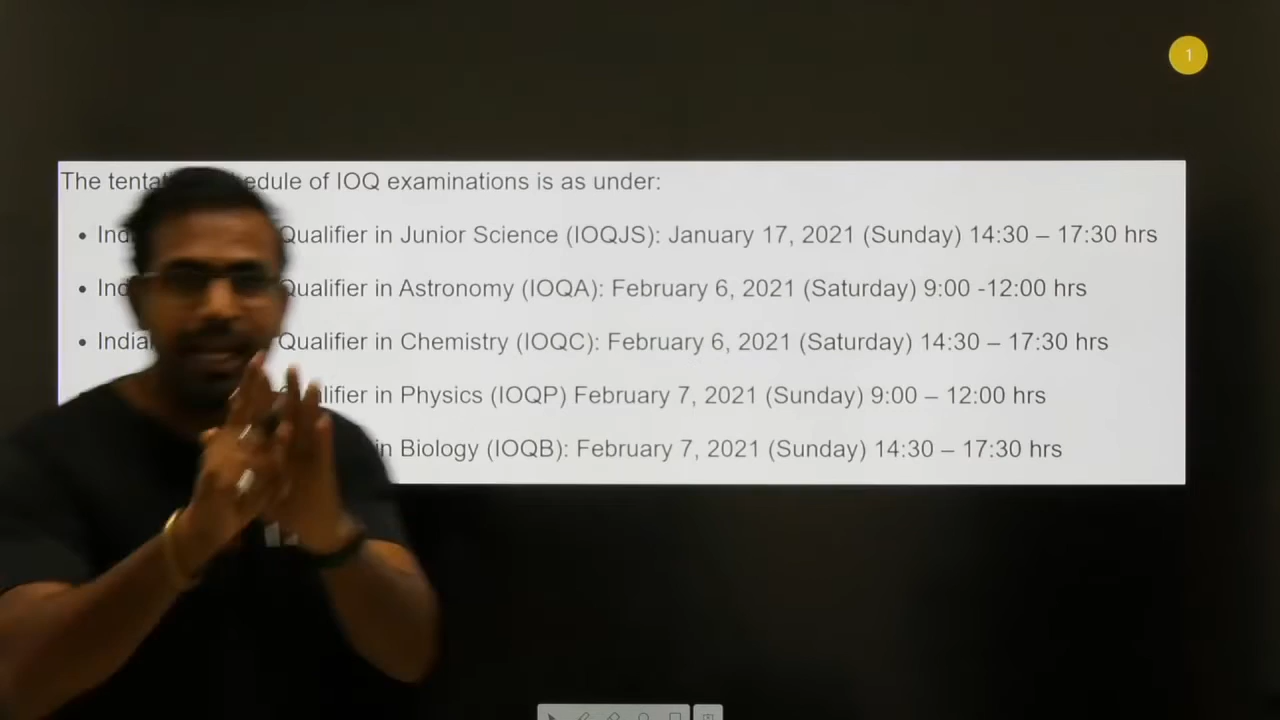 1
The tenta edule of IOQ examinations is as under:
• Ind Qualifier in Junior Science (IOQJS): January 17, 2021 (Sunday) 14:30 – 17:30 hrs
• Ind Qualifier in Astronomy (IOQA): February 6, 2021 (Saturday) 9:00 -12:00 hrs
• India Qualifier in Chemistry (IOQC): February 6, 2021 (Saturday) 14:30 – 17:30 hrs
lifier in Physics (IOQP) February 7, 2021 (Sunday) 9:00 – 12:00 hrs
in Biology (IOQB): February 7, 2021 (Sunday) 14:30 – 17:30 hrs